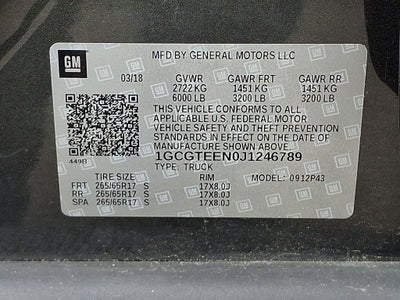 GM
MFD BY GENERAL MOTORS LLC
03/18 GVWR GAWR FRT GAWR RR
2722 KG 1451 KG 1451 KG
6000 LB 3200 LB 3200 LB
THIS VEHICLE CONFORMS TO ALL
APPLICABLE U.S. FEDERAL MOTOR
VEHICLE SAFETY AND THEFT PREVENTION
STANDARDS IN EFFECT ON THE DATE OF
MANUFACTURE SHOWN ABOVE.
449B 1GCGTEEN0J1246789
TYPE: TRUCK MODEL: 0912P43
TIRE SIZE RIM
FRT 265/65R17 S 17X8.0J
RR 265/65R17 S 17X8.0J
SPA 265/65R17 S 17X8.0J